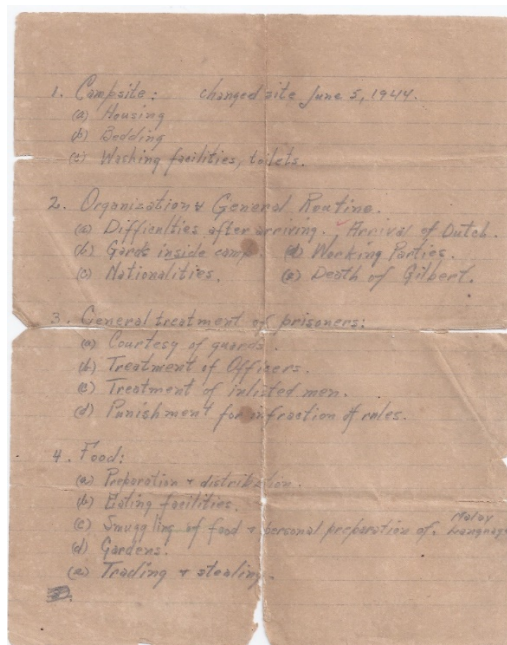 1. Campsite: changed site June 5, 1944.
(a) Housing
(b) Bedding
(c) Washing facilities, toilets.
2. Organization & General Routine.
(a) Difficulties after arriving. Arrival of Dutch.
(b) Gards inside camp (d) Working Parties.
(c) Nationalities. (e) Death of Gilbert.
3. General treatment of prisoners:
(a) Courtesy of guards
(b) Treatment of Officers.
(c) Treatment of inlisted men.
(d) Punishment for infraction of rules.
4. Food:
(a) Preparation & distribution.
(b) Eating facilities.
(c) Smuggling of food & personal preparation of. Malay Language
(d) Gardens.
(e) Trading & stealing.